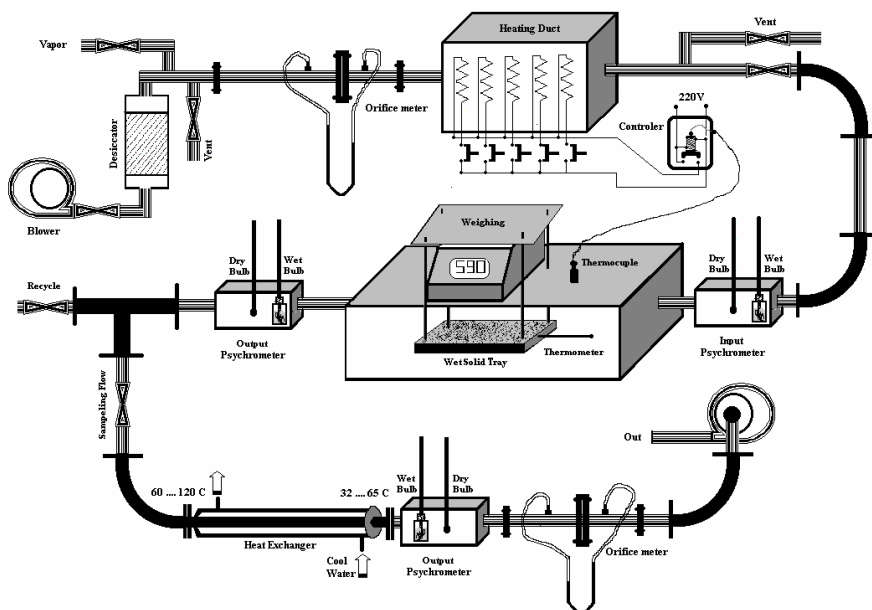 Heating Duct
Vent
Vapor
220V
Orifice meter
Controler
Desiccator
Vent
Blower
Weighing
590
Dry
Bulb
Wet
Bulb
Thermocuple
Dry
Bulb
Wet
Bulb
Recycle
Output
Psychrometer
Wet Solid Tray
Thermometer
Input
Psychrometer
Sampeling Flow
Out
60 .... 120 C
32 .... 65 C
Wet
Bulb
Dry
Bulb
Heat Exchanger
Cool
Water
Output
Psychrometer
Orifice meter